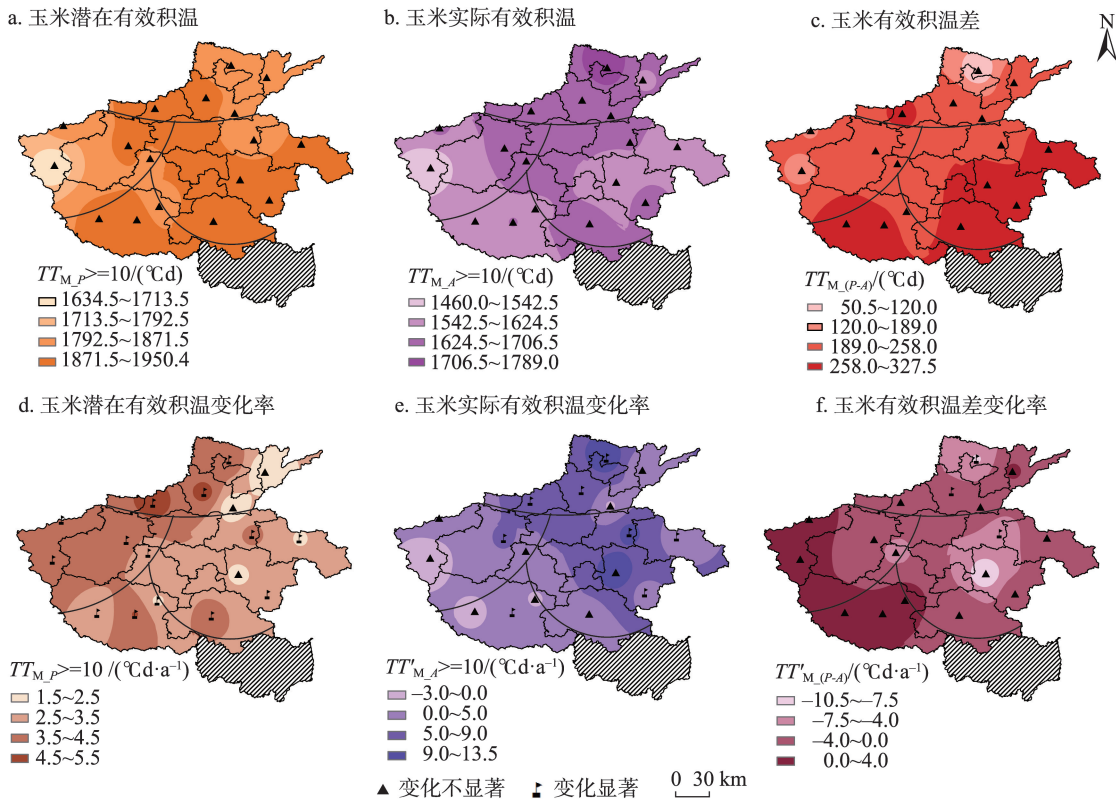 a. 玉米潜在有效积温
b. 玉米实际有效积温
c. 玉米有效积温差
N
TT_M_P>=10/(℃d)
1634.5~1713.5
1713.5~1792.5
1792.5~1871.5
1871.5~1950.4
TT_M_A>=10/(℃d)
1460.0~1542.5
1542.5~1624.5
1624.5~1706.5
1706.5~1789.0
TT_M_(P-A)/(℃d)
50.5~120.0
120.0~189.0
189.0~258.0
258.0~327.5
d. 玉米潜在有效积温变化率
e. 玉米实际有效积温变化率
f. 玉米有效积温差变化率
TT_M_P>=10 /(℃d·a⁻¹)
1.5~2.5
2.5~3.5
3.5~4.5
4.5~5.5
TT′_M_A>=10/(℃d·a⁻¹)
–3.0~0.0
0.0~5.0
5.0~9.0
9.0~13.5
TT′_M_(P-A)/(℃d·a⁻¹)
–10.5~–7.5
–7.5~–4.0
–4.0~0.0
0.0~4.0
变化不显著 变化显著 0 30 km